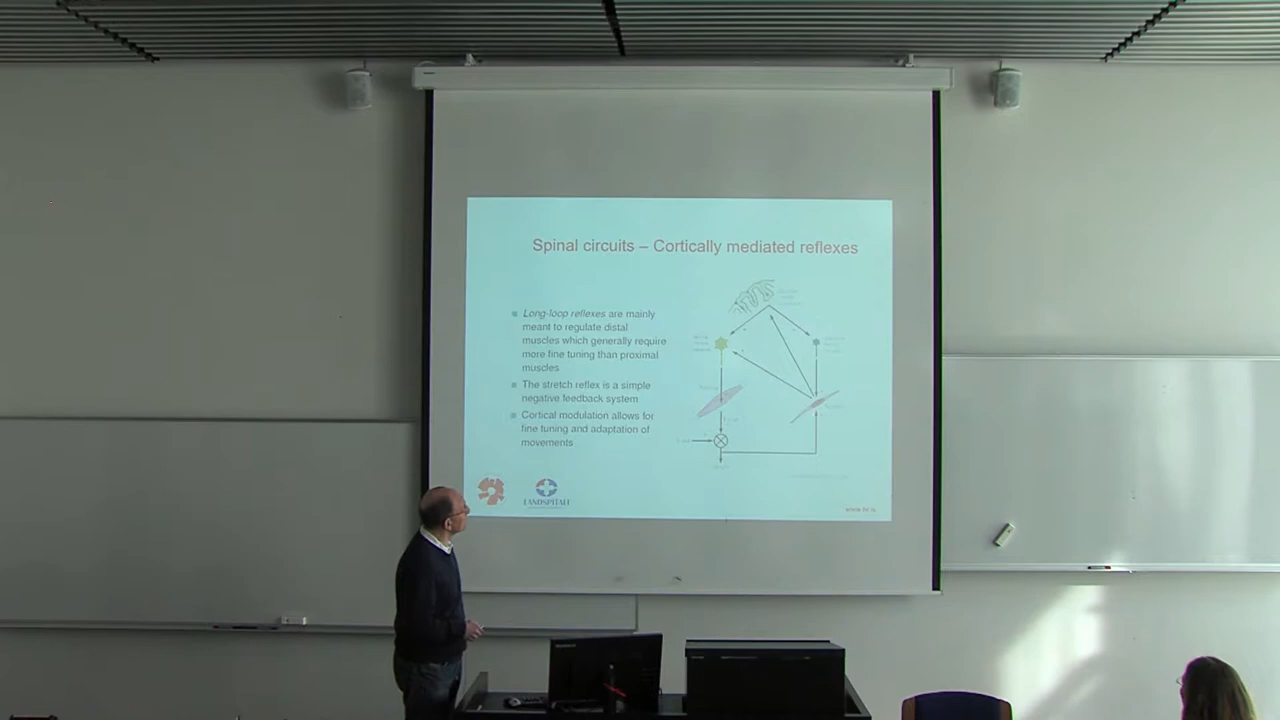 Spinal circuits – Cortically mediated reflexes
Long-loop reflexes are mainly
meant to regulate distal
muscles which generally require
more fine tuning than proximal
muscles
The stretch reflex is a simple
negative feedback system
Cortical modulation allows for
fine tuning and adaptation of
movements
LANDSPÍTALI